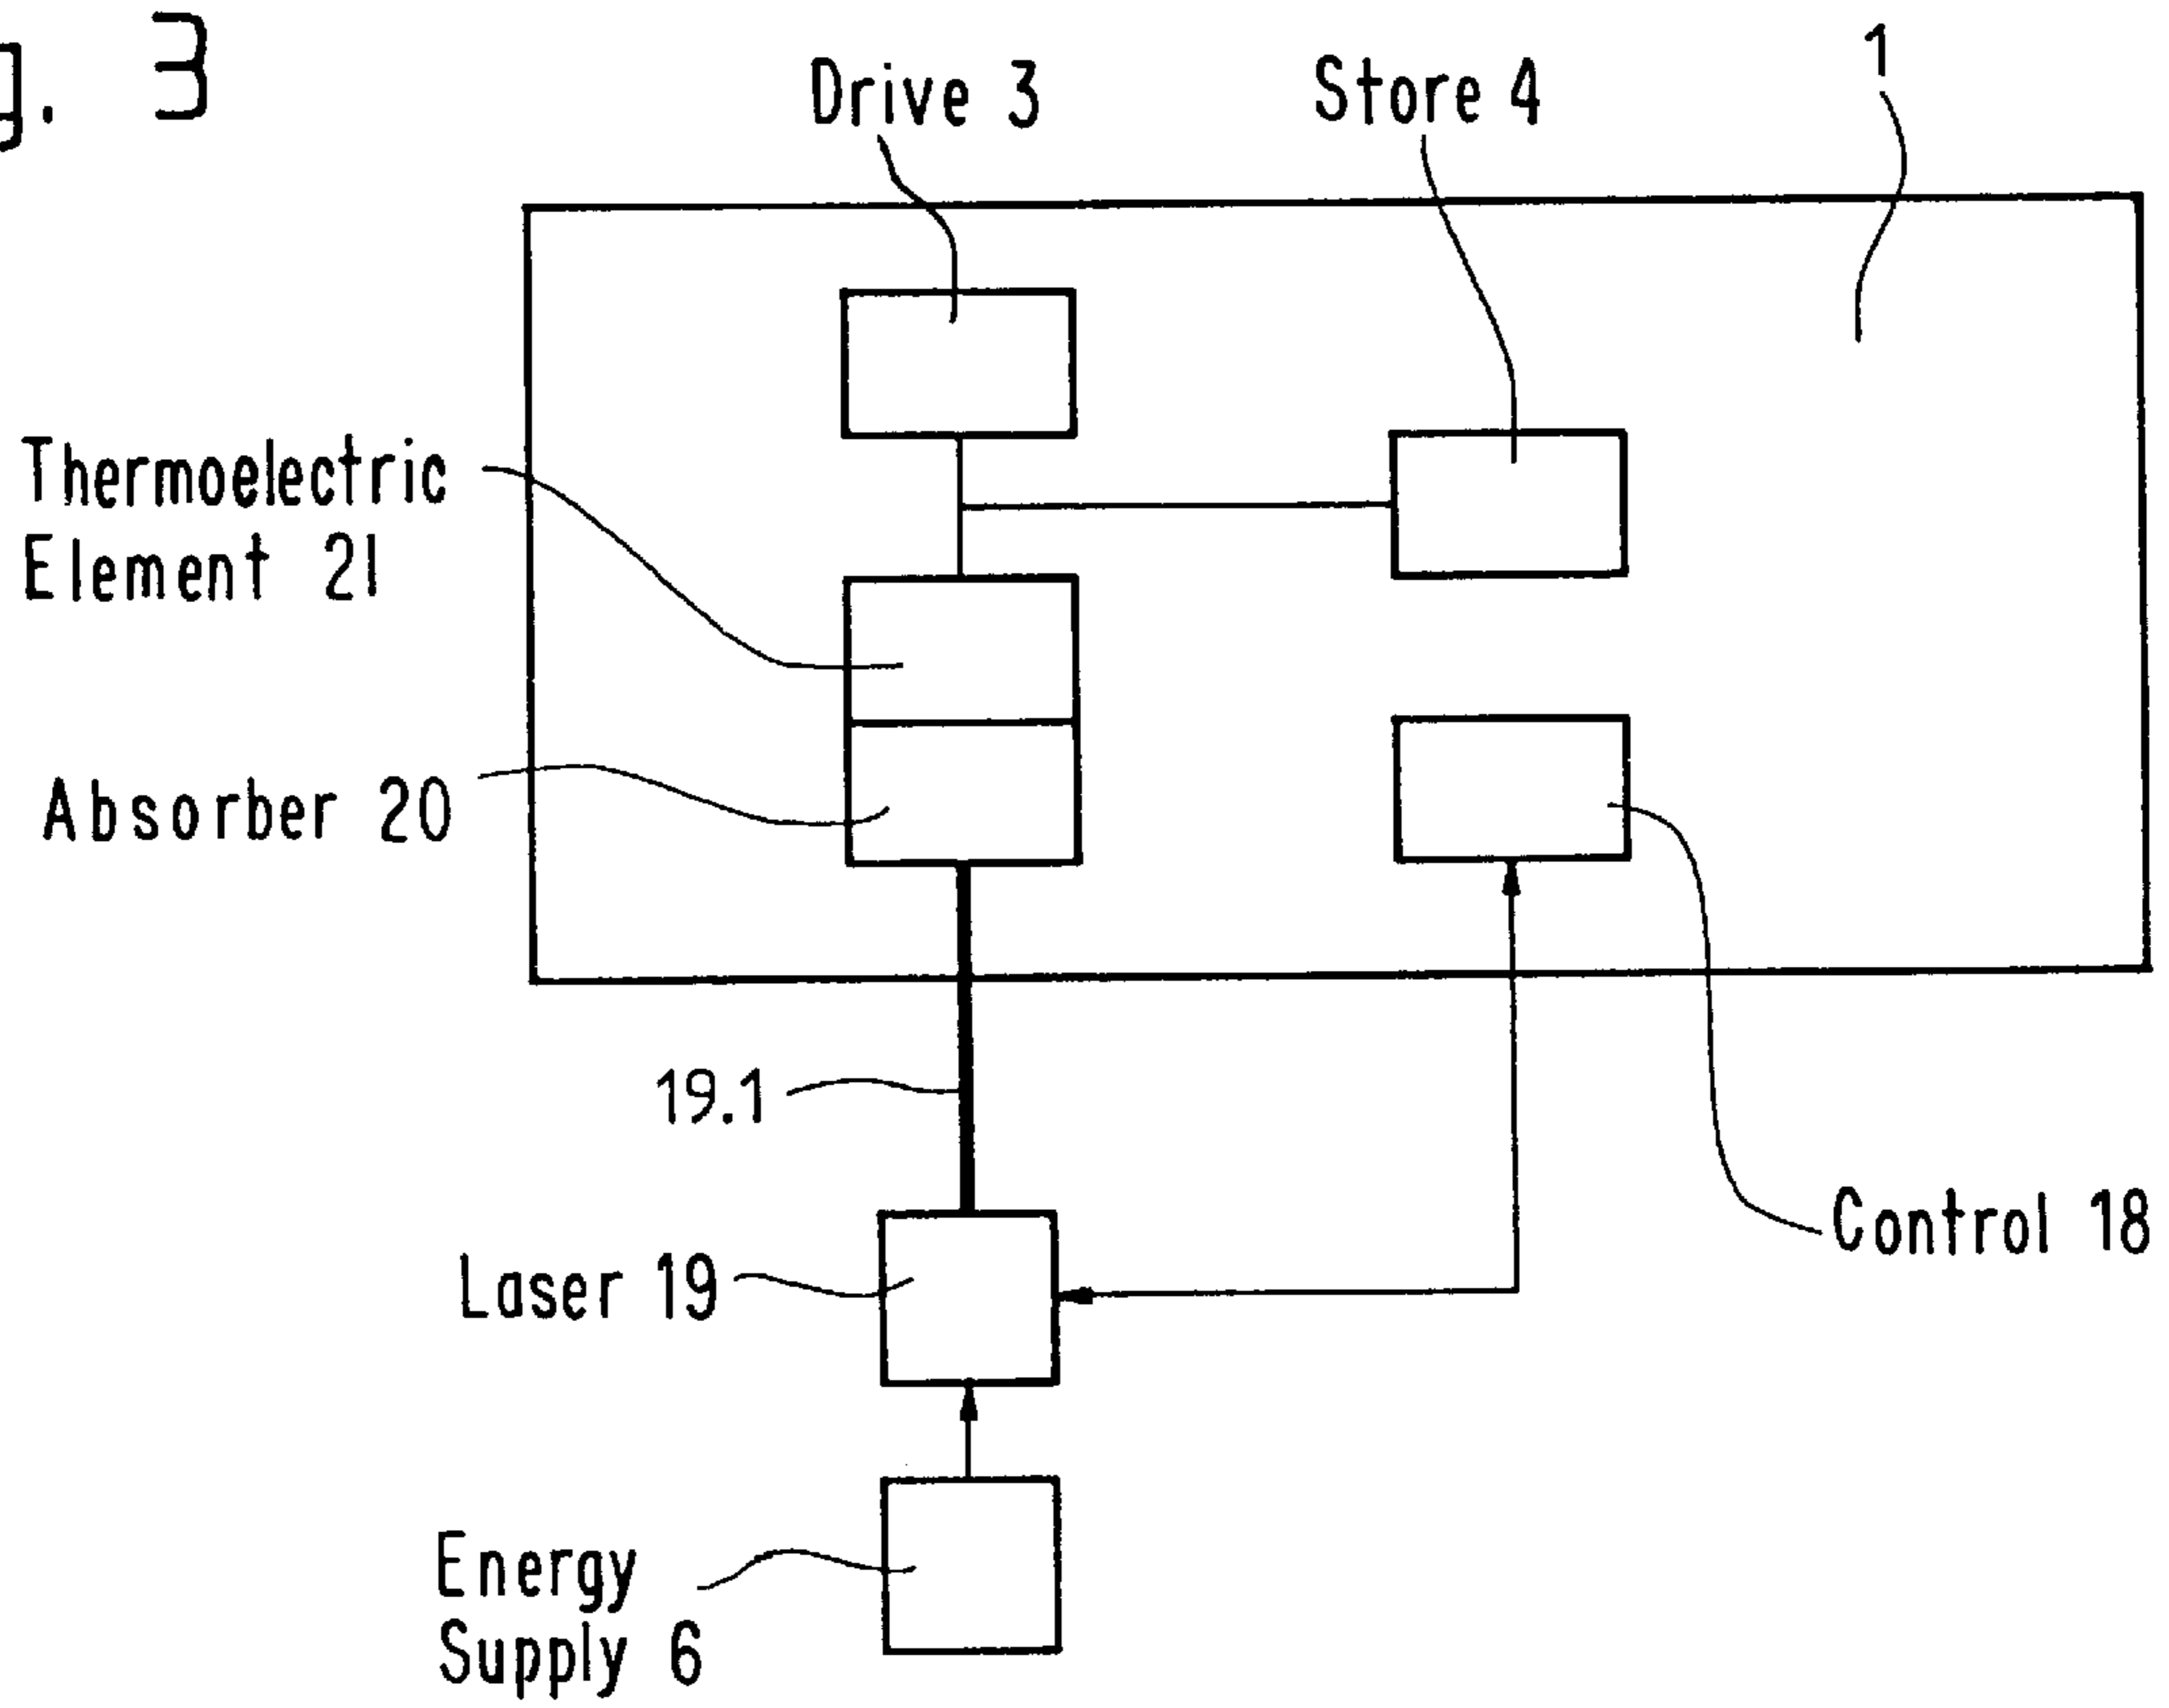 g. 3
Drive 3
Store 4
1
Thermoelectric
Element 21
Absorber 20
19.1
Laser 19
Control 18
Energy
Supply 6